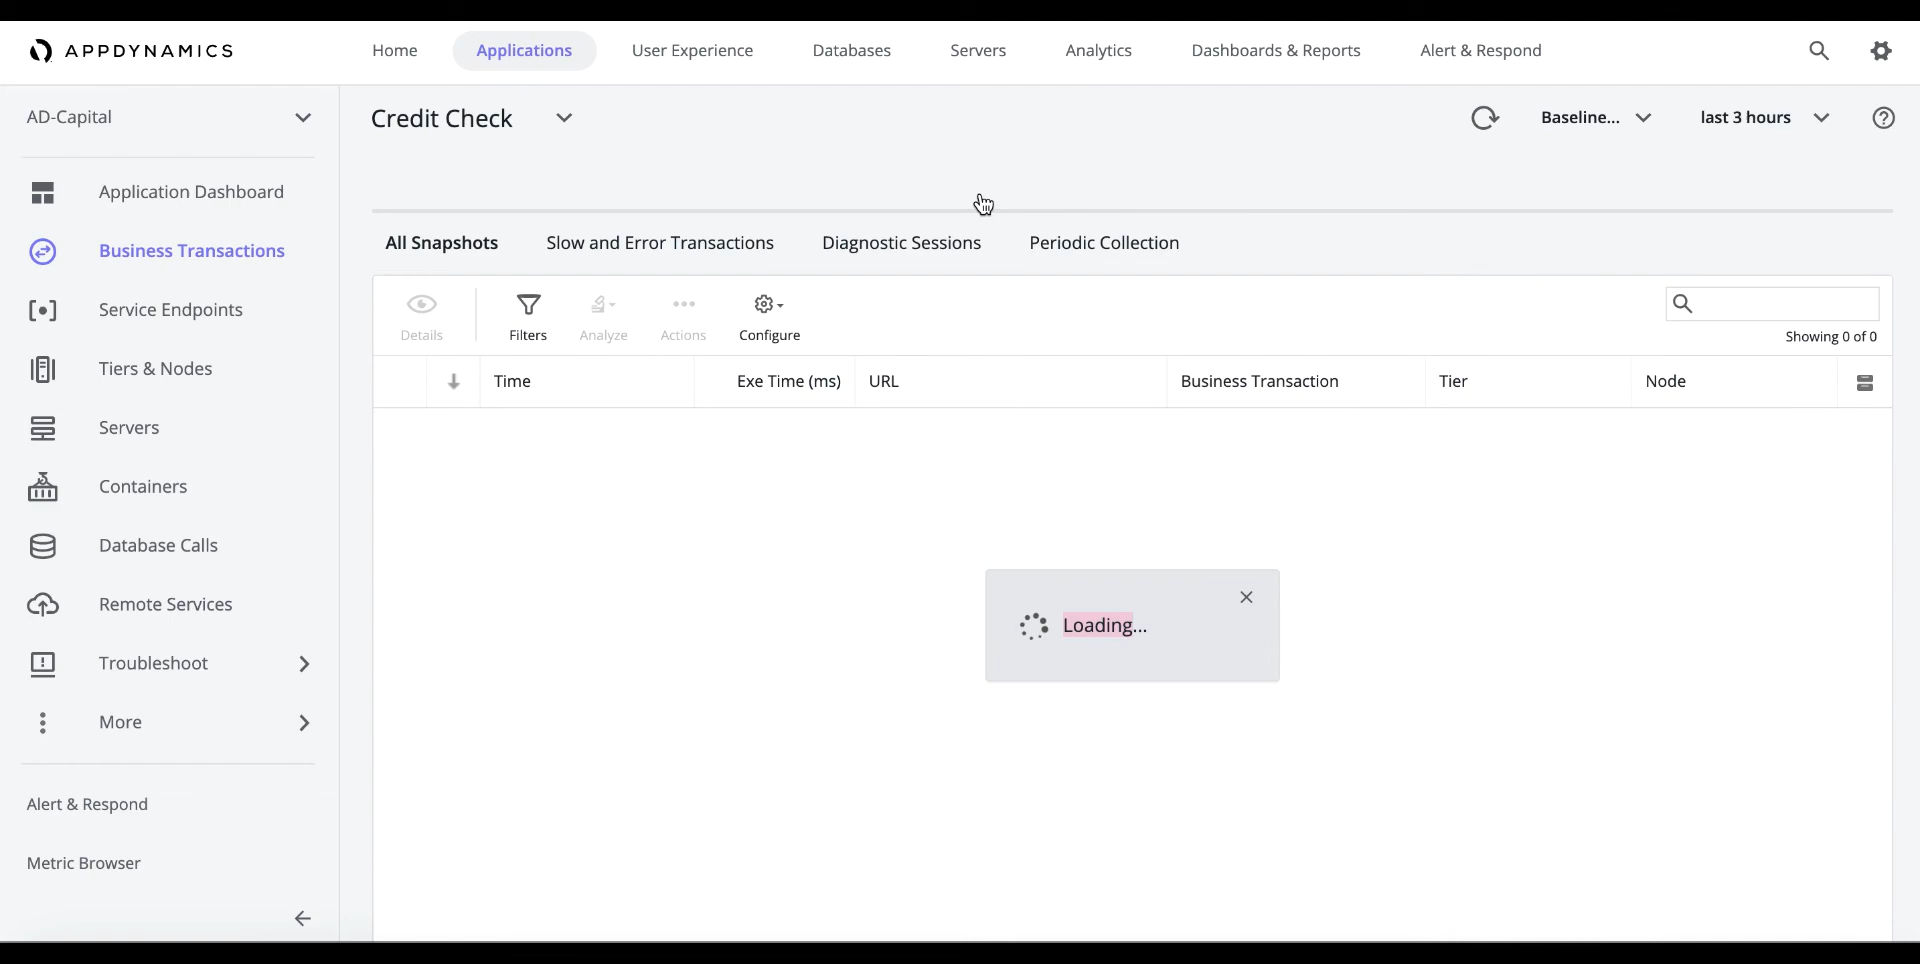 APPDYNAMICS
Home
Applications
User Experience
Databases
Servers
Analytics
Dashboards & Reports
Alert & Respond
AD-Capital
Credit Check
Baseline...
last 3 hours
Application Dashboard
Business Transactions
Service Endpoints
Tiers & Nodes
Servers
Containers
Database Calls
Remote Services
Troubleshoot
More
Alert & Respond
Metric Browser
All Snapshots
Slow and Error Transactions
Diagnostic Sessions
Periodic Collection
Details
Filters
Analyze
Actions
Configure
Showing 0 of 0
Time
Exe Time (ms)
URL
Business Transaction
Tier
Node
Loading...